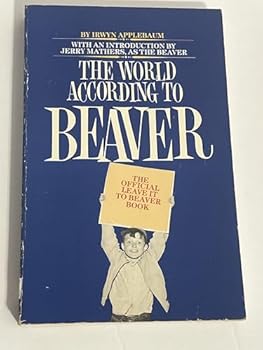 BY IRWYN APPLEBAUM
WITH AN INTRODUCTION BY
JERRY MATHERS, AS THE BEAVER
THE WORLD
ACCORDING TO
BEAVER
THE
OFFICIAL
LEAVE IT
TO BEAVER
BOOK